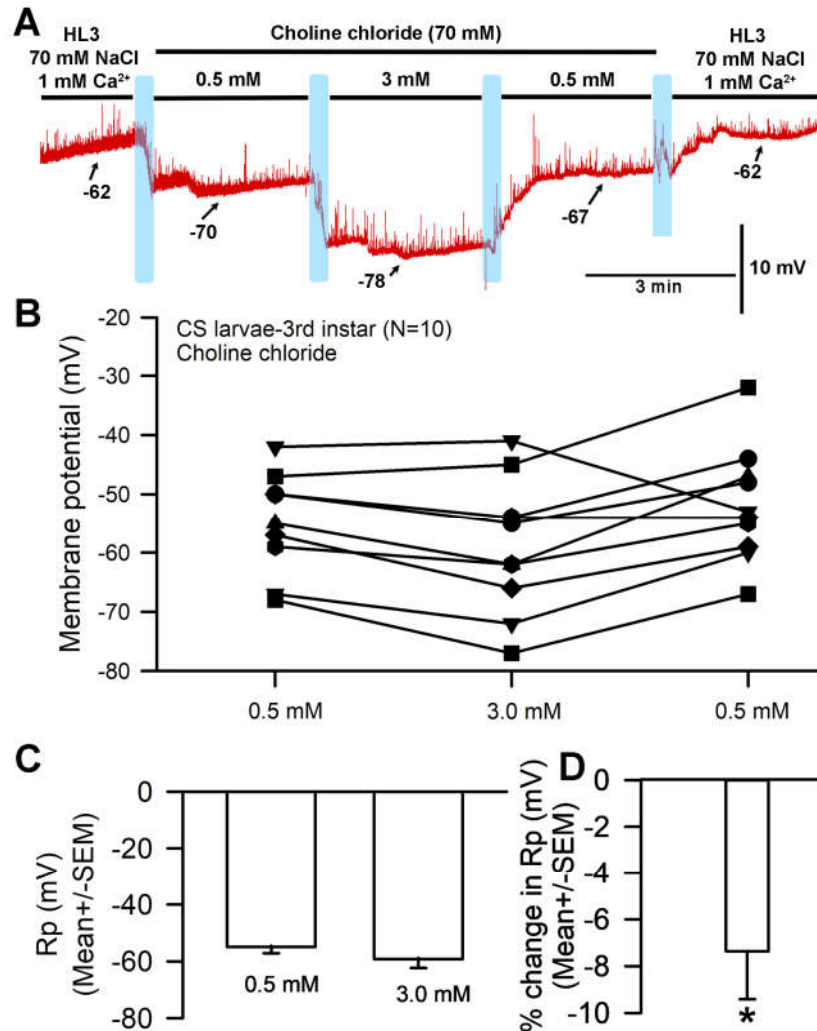 A
HL3
70 mM NaCl
1 mM Ca²⁺
Choline chloride (70 mM)
0.5 mM
3 mM
0.5 mM
HL3
70 mM NaCl
1 mM Ca²⁺
-62
-70
-78
-67
-62
3 min
10 mV
B
CS larvae-3rd instar (N=10)
Choline chloride
Membrane potential (mV)
-20
-30
-40
-50
-60
-70
-80
0.5 mM
3.0 mM
0.5 mM
C
Rp (mV)
(Mean+/-SEM)
0
-20
-40
-60
-80
0.5 mM
3.0 mM
D
% change in Rp (mV)
(Mean+/-SEM)
0
-2
-4
-6
-8
-10
*